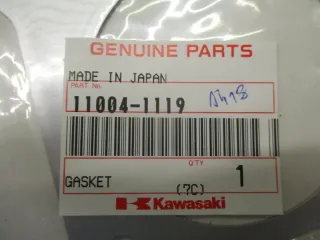 GENUINE PARTS
MADE IN JAPAN
PART NO.
11004-1119
QTY
GASKET 1
(7C)
Kawasaki